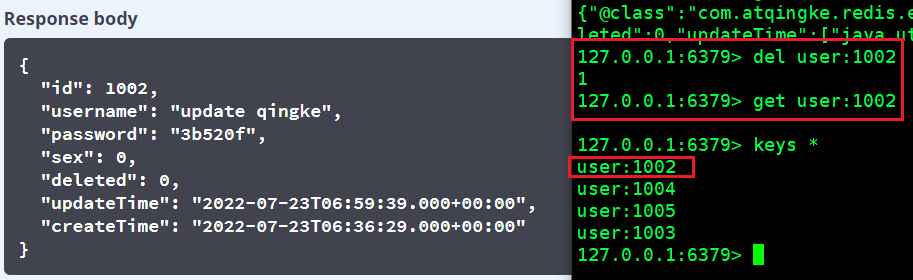 Response body
{
"id": 1002,
"username": "update qingke",
"password": "3b520f",
"sex": 0,
"deleted": 0,
"updateTime": "2022-07-23T06:59:39.000+00:00",
"createTime": "2022-07-23T06:36:29.000+00:00"
}
{"@class":"com.atqingke.redis.e
leted":0,"updateTime":["java.ut
127.0.0.1:6379> del user:1002
1
127.0.0.1:6379> get user:1002
127.0.0.1:6379> keys *
user:1002
user:1004
user:1005
user:1003
127.0.0.1:6379>